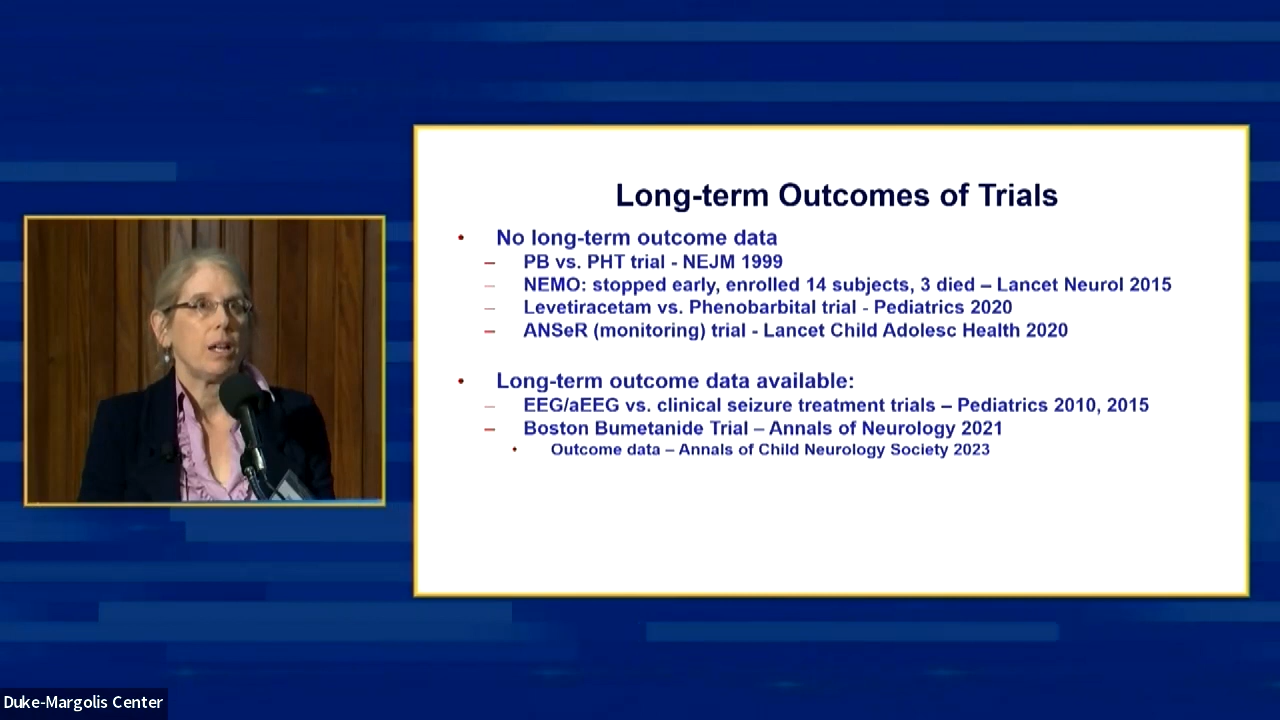 Long-term Outcomes of Trials
• No long-term outcome data
– PB vs. PHT trial - NEJM 1999
– NEMO: stopped early, enrolled 14 subjects, 3 died – Lancet Neurol 2015
– Levetiracetam vs. Phenobarbital trial - Pediatrics 2020
– ANSeR (monitoring) trial - Lancet Child Adolesc Health 2020
• Long-term outcome data available:
– EEG/aEEG vs. clinical seizure treatment trials – Pediatrics 2010, 2015
– Boston Bumetanide Trial – Annals of Neurology 2021
• Outcome data – Annals of Child Neurology Society 2023
Duke-Margolis Center